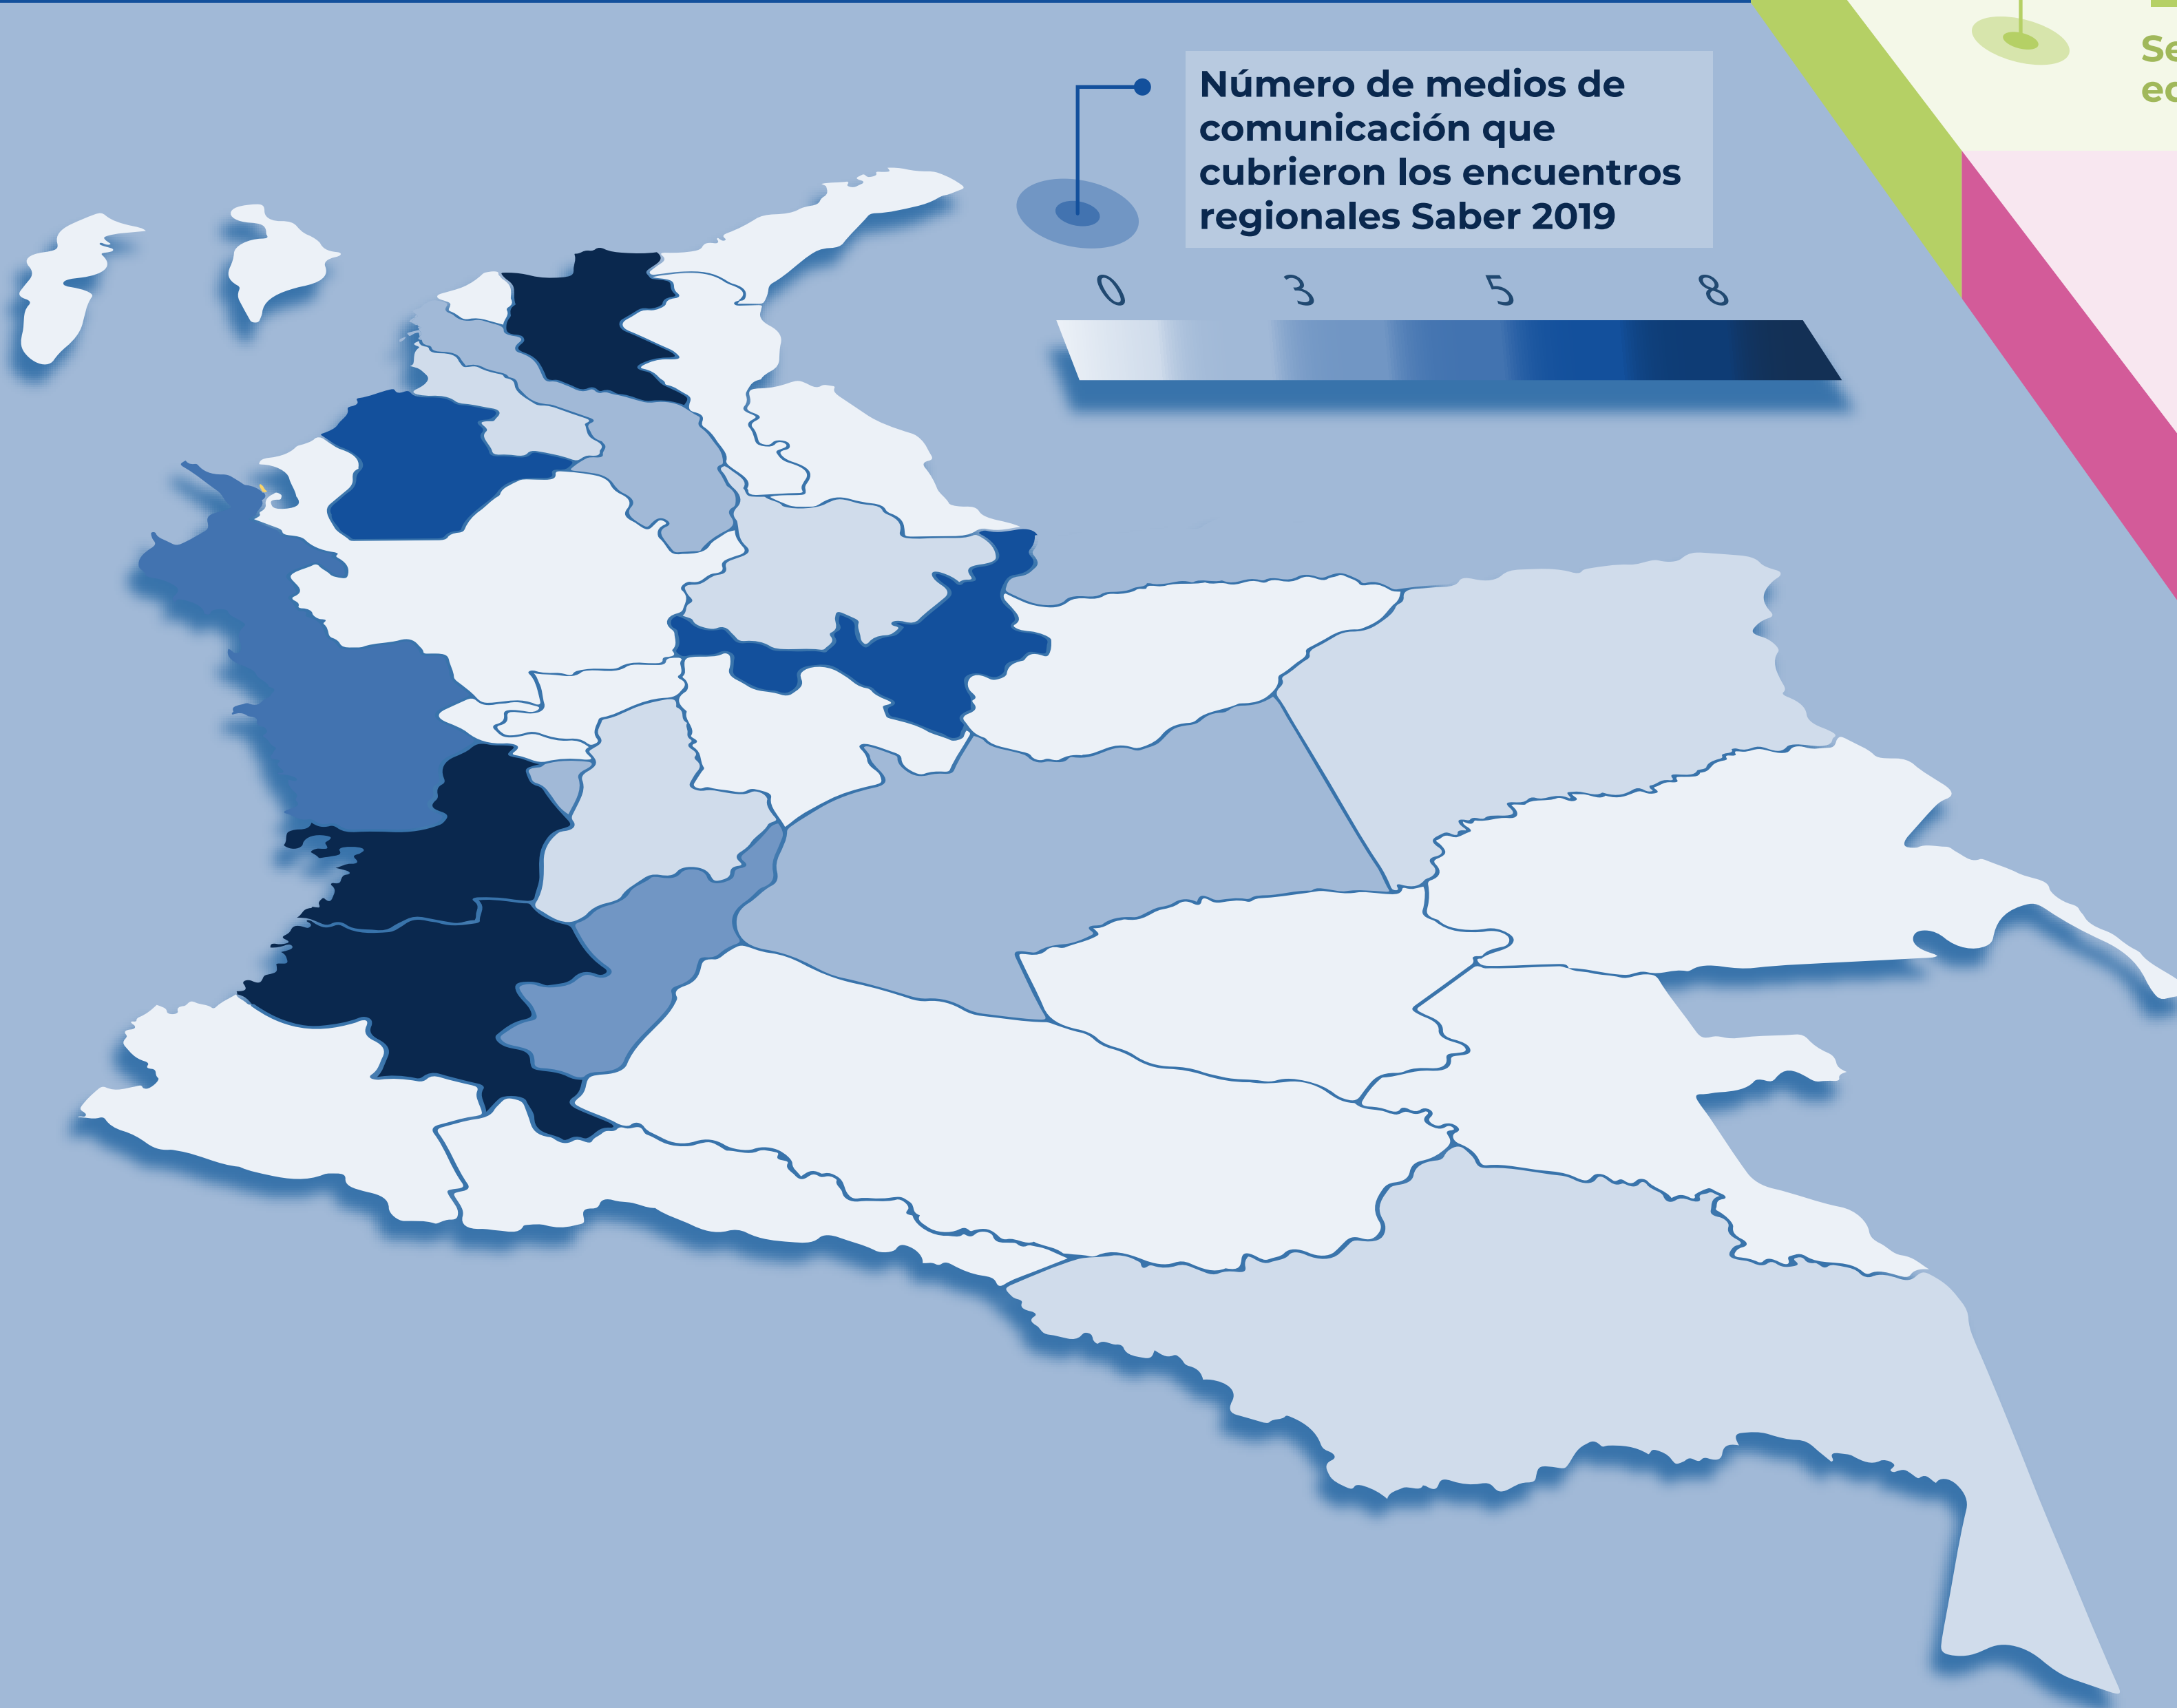 Número de medios de
comunicación que
cubrieron los encuentros
regionales Saber 2019
0 3 5 8